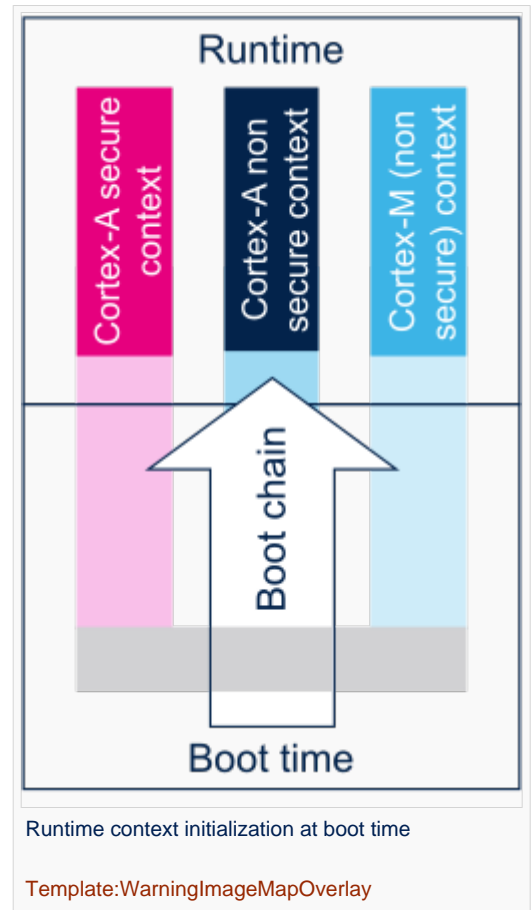 Runtime
Cortex-A secure
context
Cortex-A non
secure context
Cortex-M (non
secure) context
Boot chain
Boot time
Runtime context initialization at boot time
Template:WarningImageMapOverlay